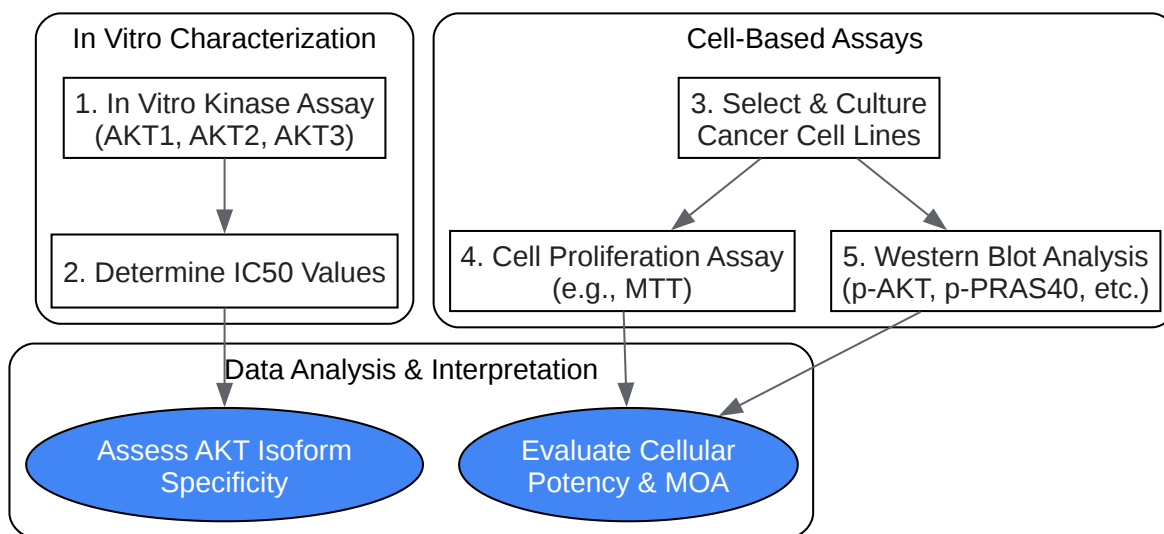 In Vitro Characterization
1. In Vitro Kinase Assay
(AKT1, AKT2, AKT3)
2. Determine IC50 Values
Cell-Based Assays
3. Select & Culture
Cancer Cell Lines
4. Cell Proliferation Assay
(e.g., MTT)
5. Western Blot Analysis
(p-AKT, p-PRAS40, etc.)
Data Analysis & Interpretation
Assess AKT Isoform
Specificity
Evaluate Cellular
Potency & MOA